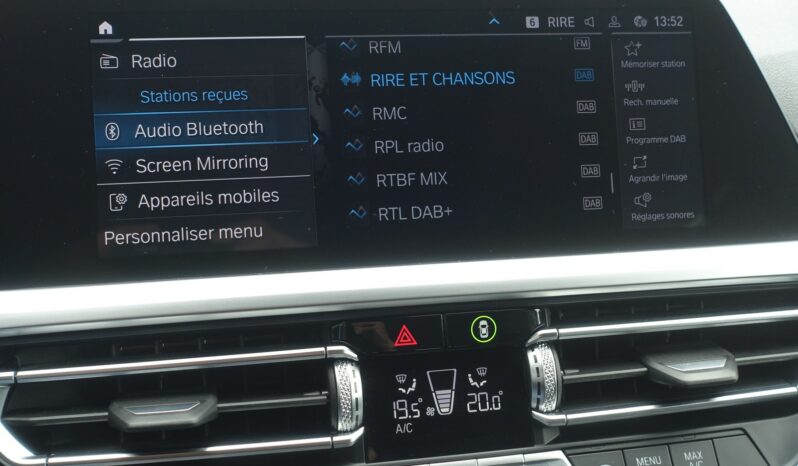 6 RIRE 13:52
Radio
Stations reçues
Audio Bluetooth
Screen Mirroring
Appareils mobiles
Personnaliser menu
RFM FM
RIRE ET CHANSONS DAB
RMC DAB
RPL radio DAB
RTBF MIX DAB
RTL DAB+ DAB
Mémoriser station
Rech. manuelle
Programme DAB
Agrandir l'image
Réglages sonores
19.5° 20.0°
A/C
MENU
MAX
A/C